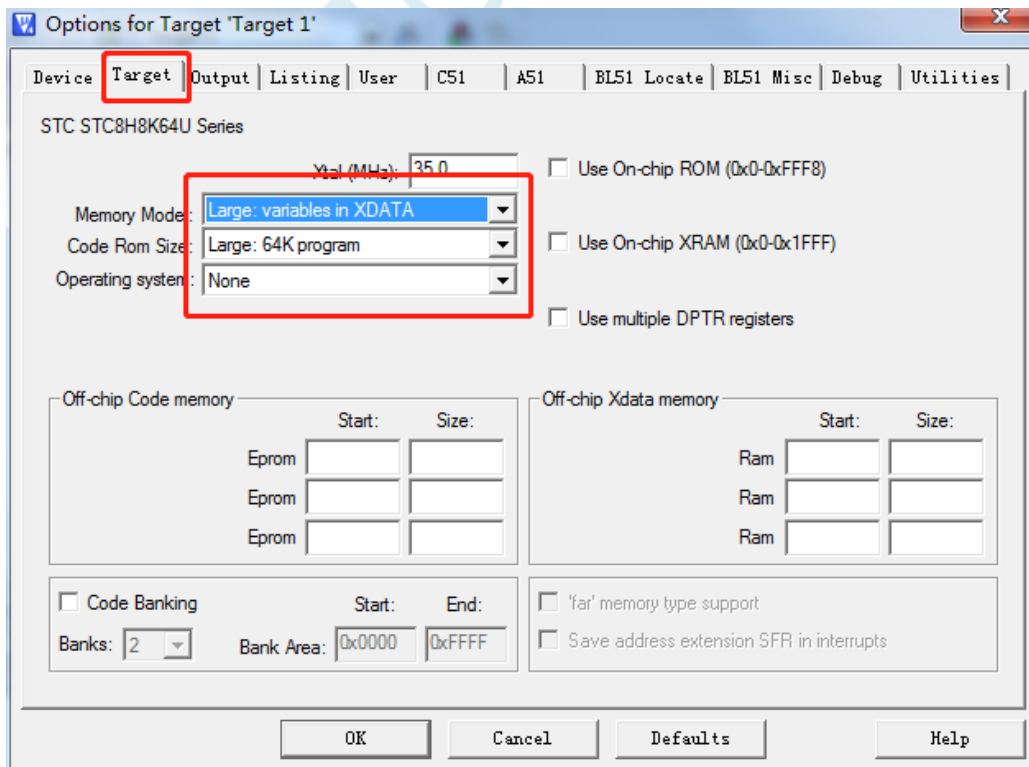 Options for Target 'Target 1'
Device Target Output Listing User C51 A51 BL51 Locate BL51 Misc Debug Utilities
STC STC8H8K64U Series
Xtal (MHz): 35.0
Use On-chip ROM (0x0-0xFFF8)
Memory Model: Large: variables in XDATA
Code Rom Size: Large: 64K program
Use On-chip XRAM (0x0-0x1FFF)
Operating system: None
Use multiple DPTR registers
Off-chip Code memory
Start: Size:
Eprom
Eprom
Eprom
Off-chip Xdata memory
Start: Size:
Ram
Ram
Ram
Code Banking Start: End:
Banks: 2 Bank Area: 0x0000 0xFFFF
'far' memory type support
Save address extension SFR in interrupts
OK Cancel Defaults Help